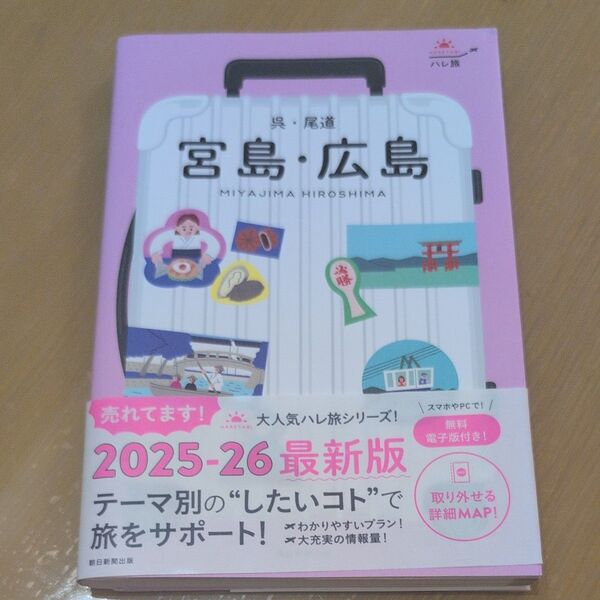 HARETABI
ハレ旅
呉・尾道
宮島・広島
MIYAJIMA HIROSHIMA
必勝
売れてます!
HARETABI
大人気ハレ旅シリーズ!
2025-26 最新版
テーマ別の“したいコト”で
旅をサポート!
わかりやすいプラン!
大充実の情報量!
朝日新聞出版
スマホやPCで!
無料
電子版付き!
取り外せる
詳細MAP!